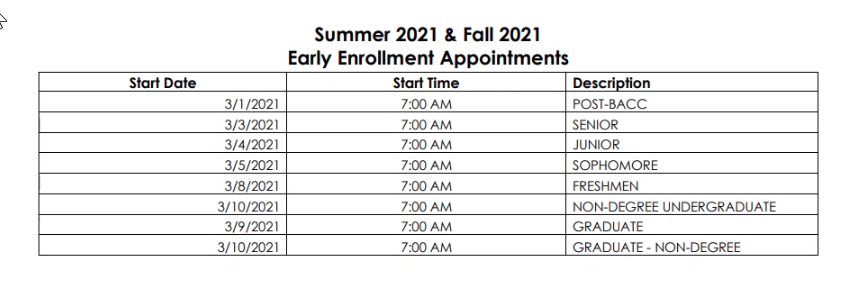 Summer 2021 & Fall 2021
Early Enrollment Appointments
Start Date Start Time Description
3/1/2021 7:00 AM POST-BACC
3/3/2021 7:00 AM SENIOR
3/4/2021 7:00 AM JUNIOR
3/5/2021 7:00 AM SOPHOMORE
3/8/2021 7:00 AM FRESHMEN
3/10/2021 7:00 AM NON-DEGREE UNDERGRADUATE
3/9/2021 7:00 AM GRADUATE
3/10/2021 7:00 AM GRADUATE - NON-DEGREE